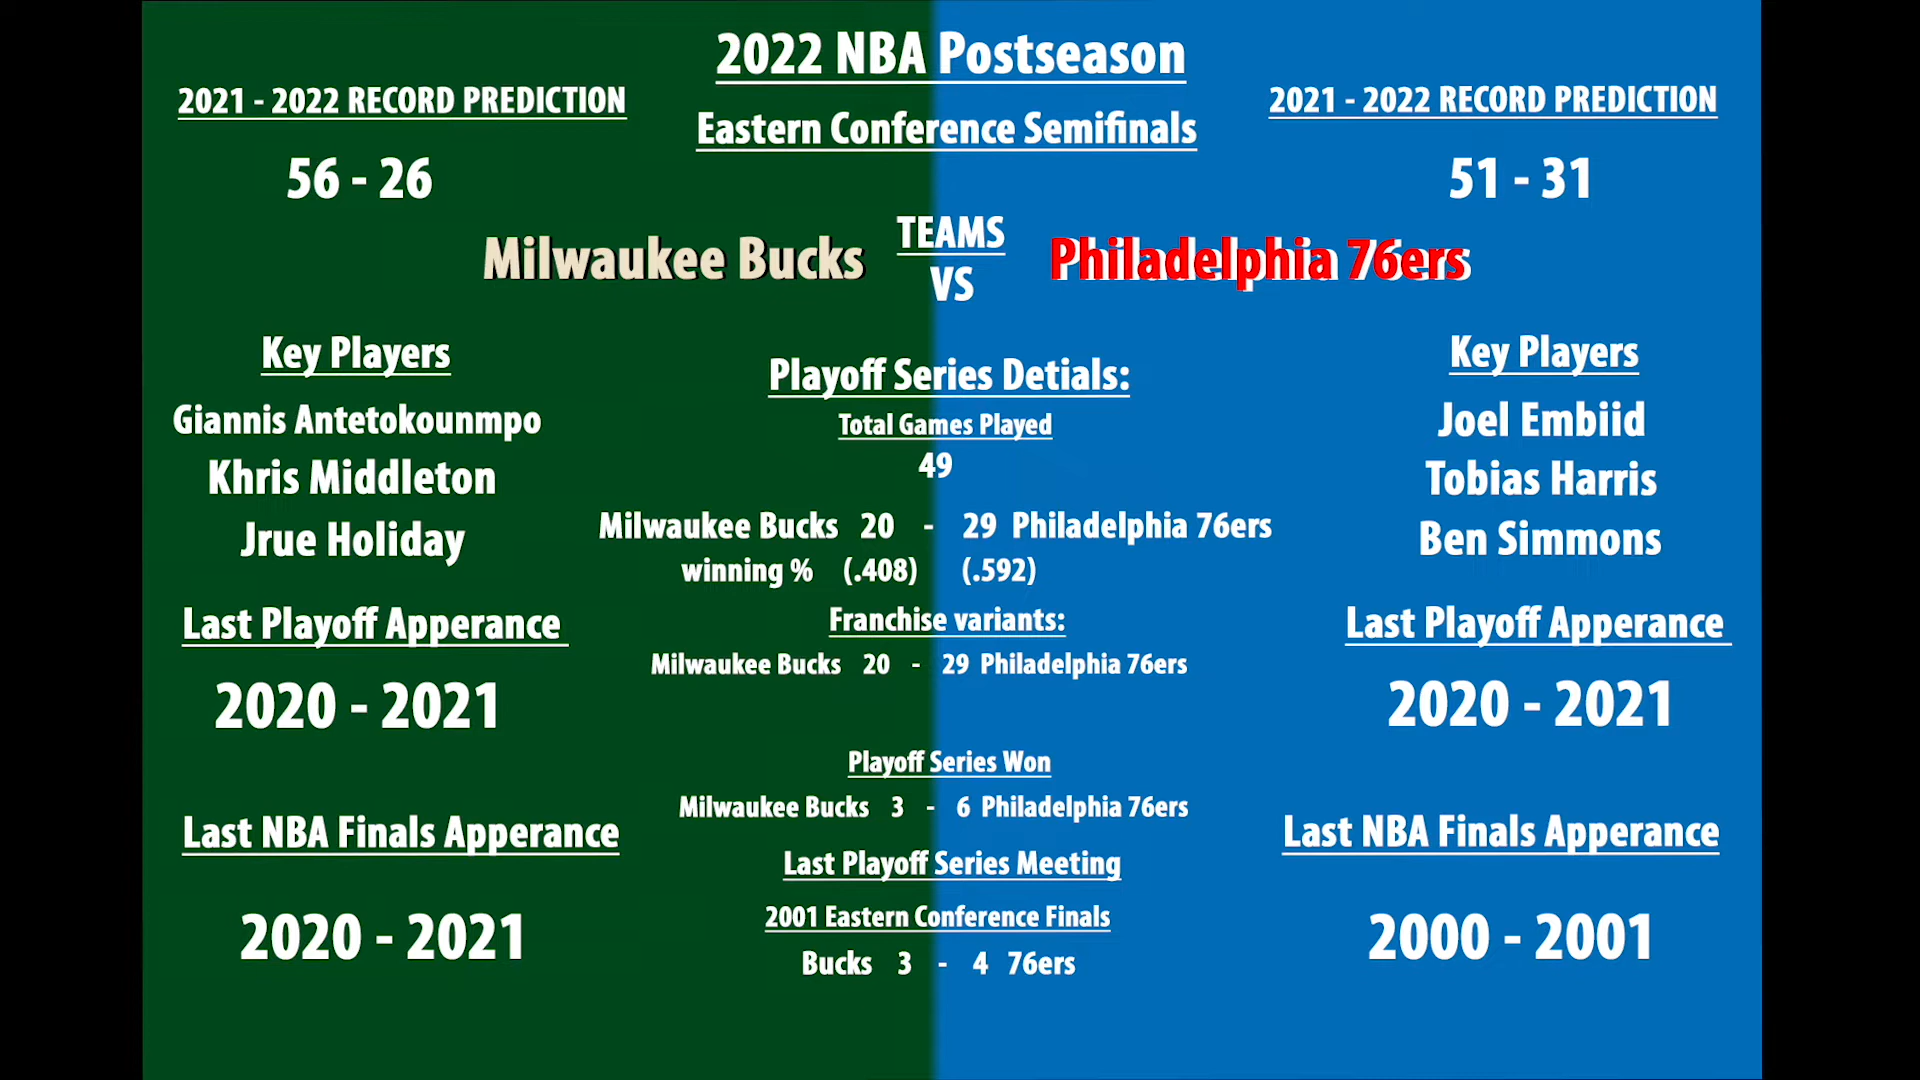 2022 NBA Postseason
Eastern Conference Semifinals
2021 - 2022 RECORD PREDICTION
56 - 26
2021 - 2022 RECORD PREDICTION
51 - 31
TEAMS
Milwaukee Bucks VS Philadelphia 76ers
Key Players
Giannis Antetokounmpo
Khris Middleton
Jrue Holiday
Last Playoff Apperance
2020 - 2021
Last NBA Finals Apperance
2020 - 2021
Playoff Series Detials:
Total Games Played
49
Milwaukee Bucks 20 - 29 Philadelphia 76ers
winning % (.408) (.592)
Franchise variants:
Milwaukee Bucks 20 - 29 Philadelphia 76ers
Playoff Series Won
Milwaukee Bucks 3 - 6 Philadelphia 76ers
Last Playoff Series Meeting
2001 Eastern Conference Finals
Bucks 3 - 4 76ers
Key Players
Joel Embiid
Tobias Harris
Ben Simmons
Last Playoff Apperance
2020 - 2021
Last NBA Finals Apperance
2000 - 2001